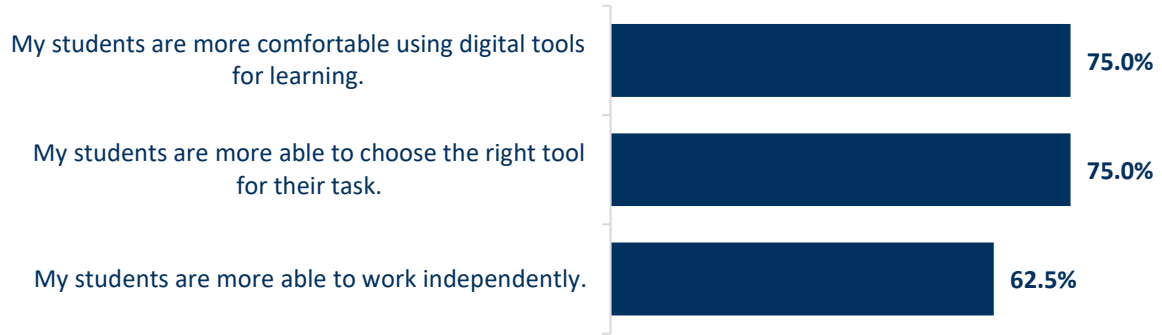 My students are more comfortable using digital tools
for learning.
75.0%
My students are more able to choose the right tool
for their task.
75.0%
My students are more able to work independently.
62.5%